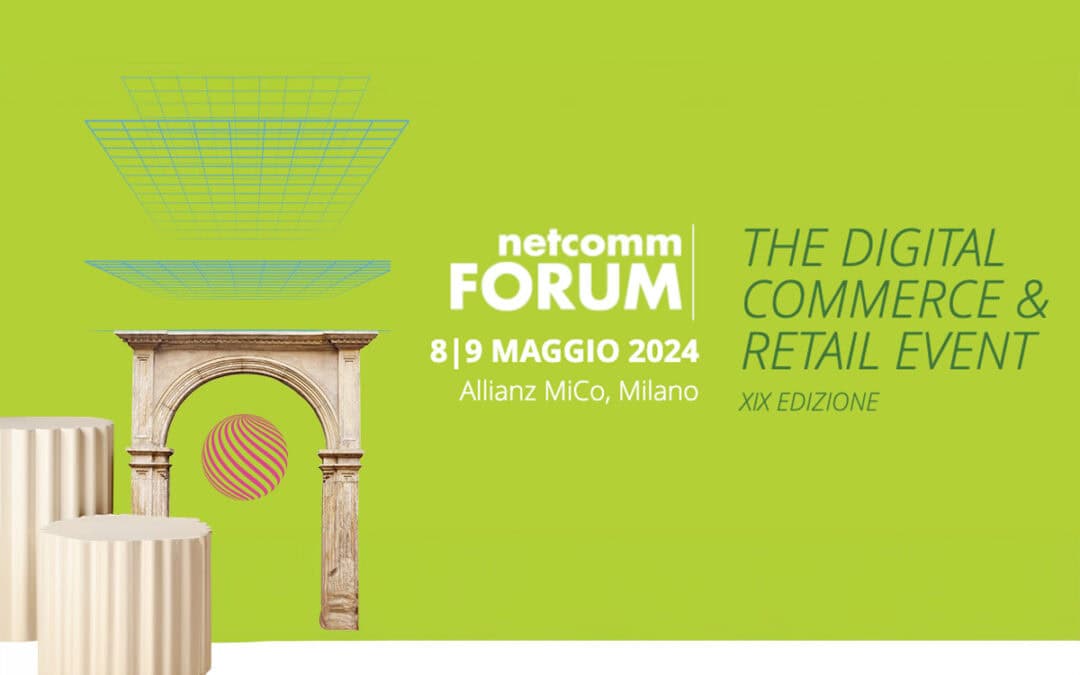 netcomm
FORUM
8|9 MAGGIO 2024
Allianz MiCo, Milano
THE DIGITAL
COMMERCE &
RETAIL EVENT
XIX EDIZIONE